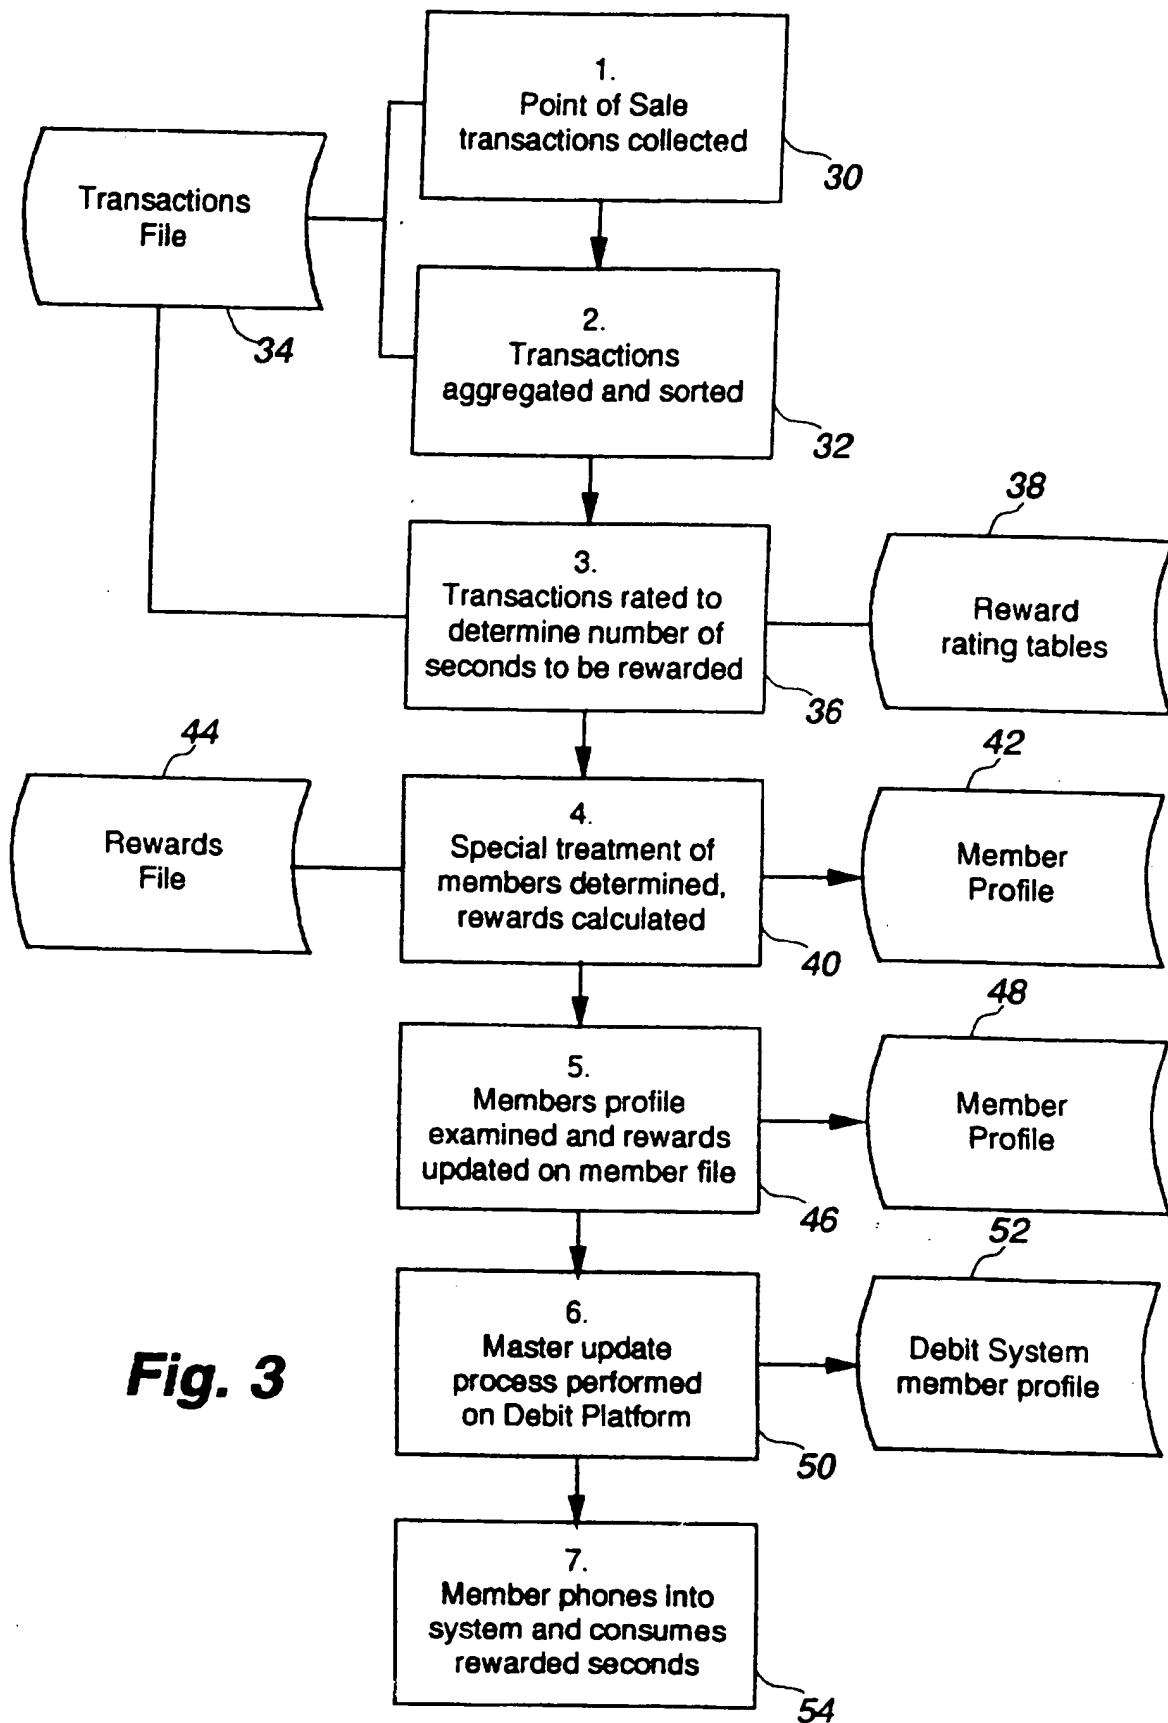 1.
Point of Sale
transactions collected
30
Transactions
File
34
2.
Transactions
aggregated and sorted
32
38
3.
Transactions rated to
determine number of
seconds to be rewarded
36
Reward
rating tables
44
42
Rewards
File
4.
Special treatment of
members determined,
rewards calculated
40
Member
Profile
48
5.
Members profile
examined and rewards
updated on member file
46
Member
Profile
52
6.
Master update
process performed
on Debit Platform
50
Debit System
member profile
Fig. 3
7.
Member phones into
system and consumes
rewarded seconds
54